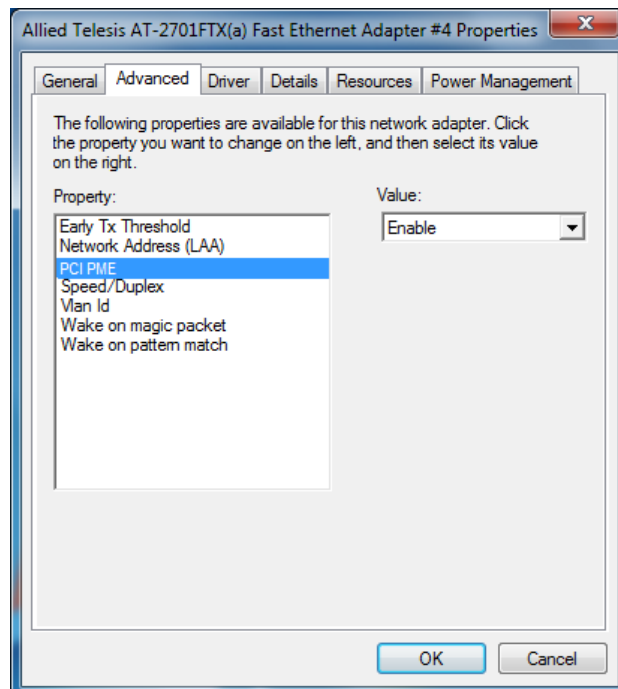 Allied Telesis AT-2701FTX(a) Fast Ethernet Adapter #4 Properties
General Advanced Driver Details Resources Power Management
The following properties are available for this network adapter. Click
the property you want to change on the left, and then select its value
on the right.
Property:
Value:
Early Tx Threshold
Network Address (LAA)
PCI PME
Speed/Duplex
Vlan Id
Wake on magic packet
Wake on pattern match
Enable
OK Cancel